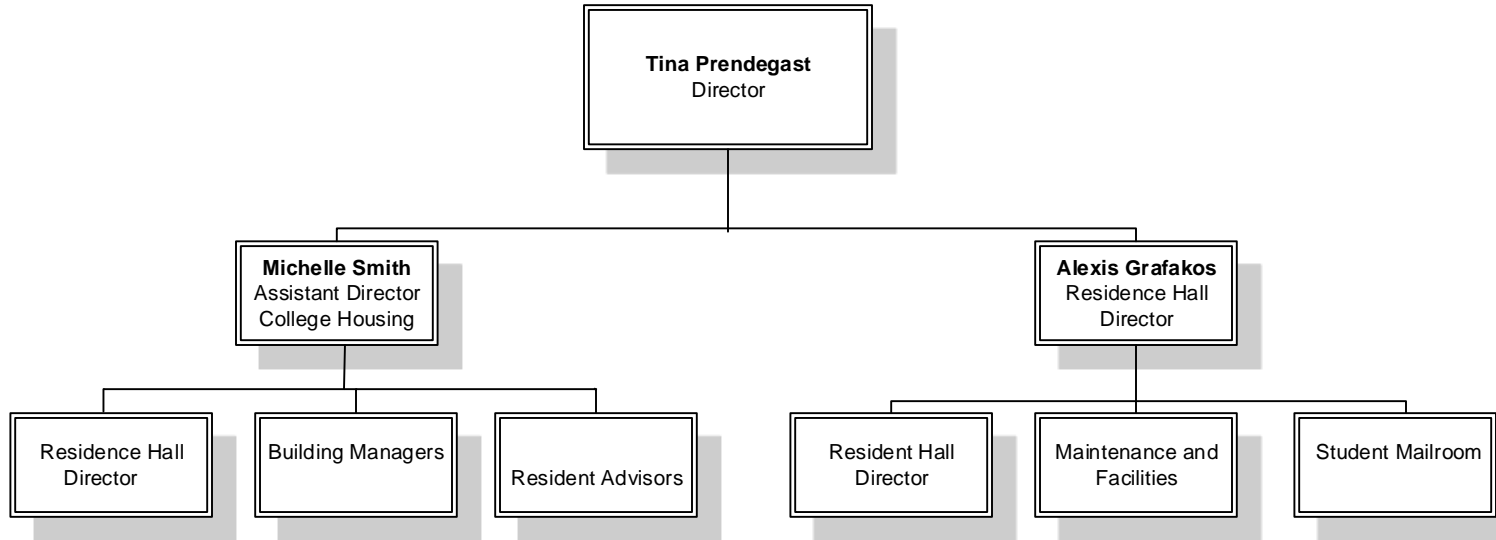 Tina Prendegast
Director
Michelle Smith
Assistant Director
College Housing
Alexis Grafakos
Residence Hall
Director
Residence Hall
Director
Building Managers
Resident Advisors
Resident Hall
Director
Maintenance and
Facilities
Student Mailroom